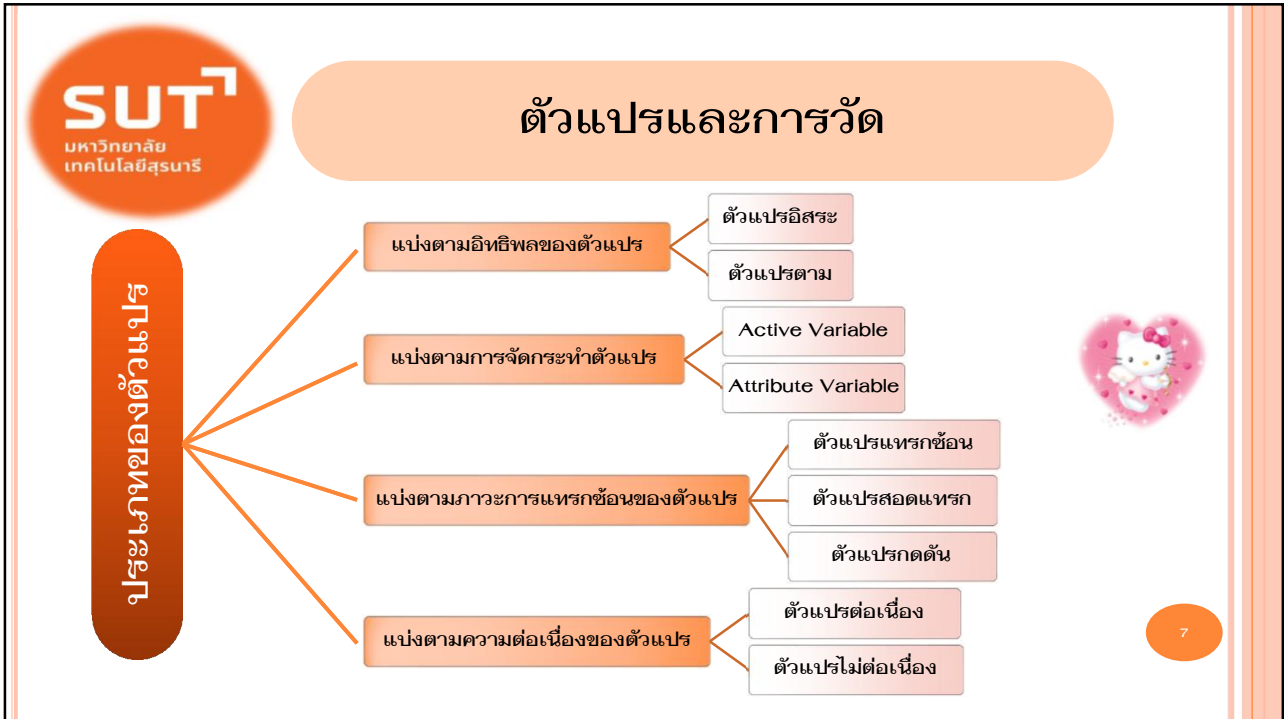 SUT
มหาวิทยาลัย
เทคโนโลยีสุรนารี
ตัวแปรและการวัด
ประเภทของตัวแปร
แบ่งตามอิทธิพลของตัวแปร
ตัวแปรอิสระ
ตัวแปรตาม
แบ่งตามการจัดกระทำตัวแปร
Active Variable
Attribute Variable
แบ่งตามภาวะการแทรกซ้อนของตัวแปร
ตัวแปรแทรกซ้อน
ตัวแปรสอดแทรก
ตัวแปรกดดัน
แบ่งตามความต่อเนื่องของตัวแปร
ตัวแปรต่อเนื่อง
ตัวแปรไม่ต่อเนื่อง
7